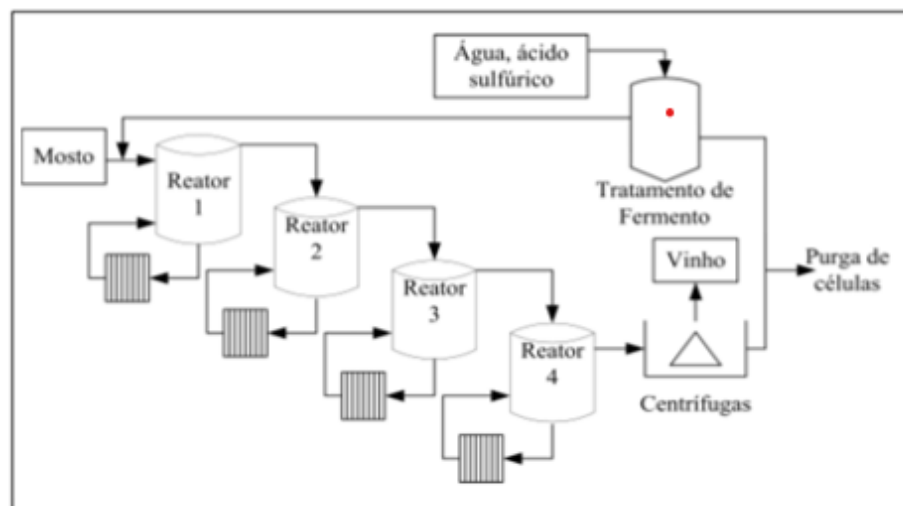 Água, ácido
sulfúrico
Mosto
Reator
1
Tratamento de
Fermento
Reator
2
Vinho
Purga de
células
Reator
3
Reator
4
Centrífugas